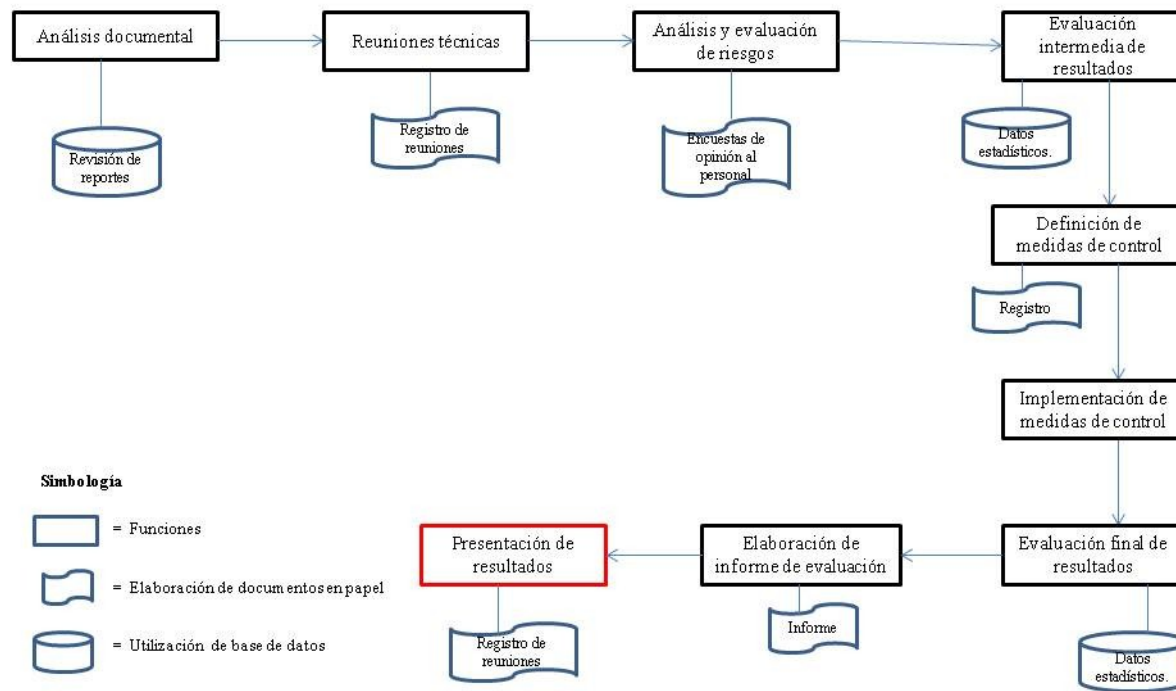 Análisis documental
Reuniones técnicas
Análisis y evaluación
de riesgos
Evaluación
intermedia de
resultados
Revisión de
reportes
Registro de
reuniones
Encuestas de
opinión al
personal
Datos
estadísticos.
Definición de
medidas de control
Registro
Implementación de
medidas de control
Simbología
= Funciones
= Elaboración de documentos en papel
= Utilización de base de datos
Presentación de
resultados
Elaboración de
informe de evaluación
Evaluación final de
resultados
Registro de
reuniones
Informe
Datos
estadísticos.